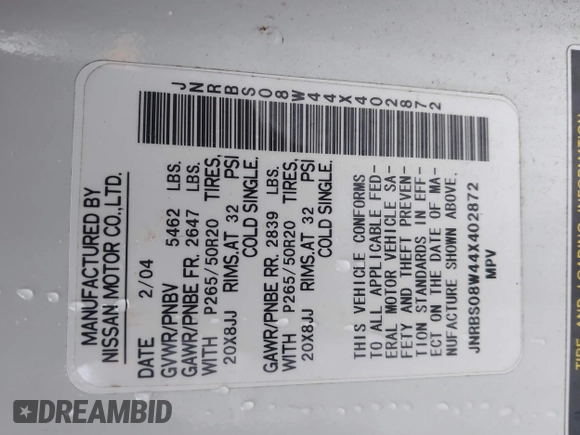 MANUFACTURED BY
NISSAN MOTOR CO.,LTD.
DATE 2/04
GVWR/PNBV 5462 LBS.
GAWR/PNBE FR. 2647 LBS.
WITH P265/50R20 TIRES,
20X8JJ RIMS,AT 32 PSI
COLD SINGLE.
GAWR/PNBE RR. 2839 LBS.
WITH P265/50R20 TIRES,
20X8JJ RIMS,AT 32 PSI
COLD SINGLE.
JNRBS08W44X402872
THIS VEHICLE CONFORMS
TO ALL APPLICABLE FED-
ERAL MOTOR VEHICLE SA-
FETY AND THEFT PREVEN-
TION STANDARDS IN EFF-
ECT ON THE DATE OF MA-
NUFACTURE SHOWN ABOVE.
JNRBS08W44X402872
MPV
DREAMBID